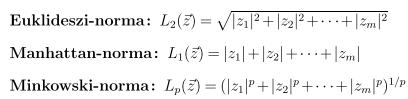 Euklideszi-norma: L₂(z⃗) = √(|z₁|² + |z₂|² + ··· + |zₘ|²)
Manhattan-norma: L₁(z⃗) = |z₁| + |z₂| + ··· + |zₘ|
Minkowski-norma: Lₚ(z⃗) = (|z₁|ᵖ + |z₂|ᵖ + ··· + |zₘ|ᵖ)^{1/p}